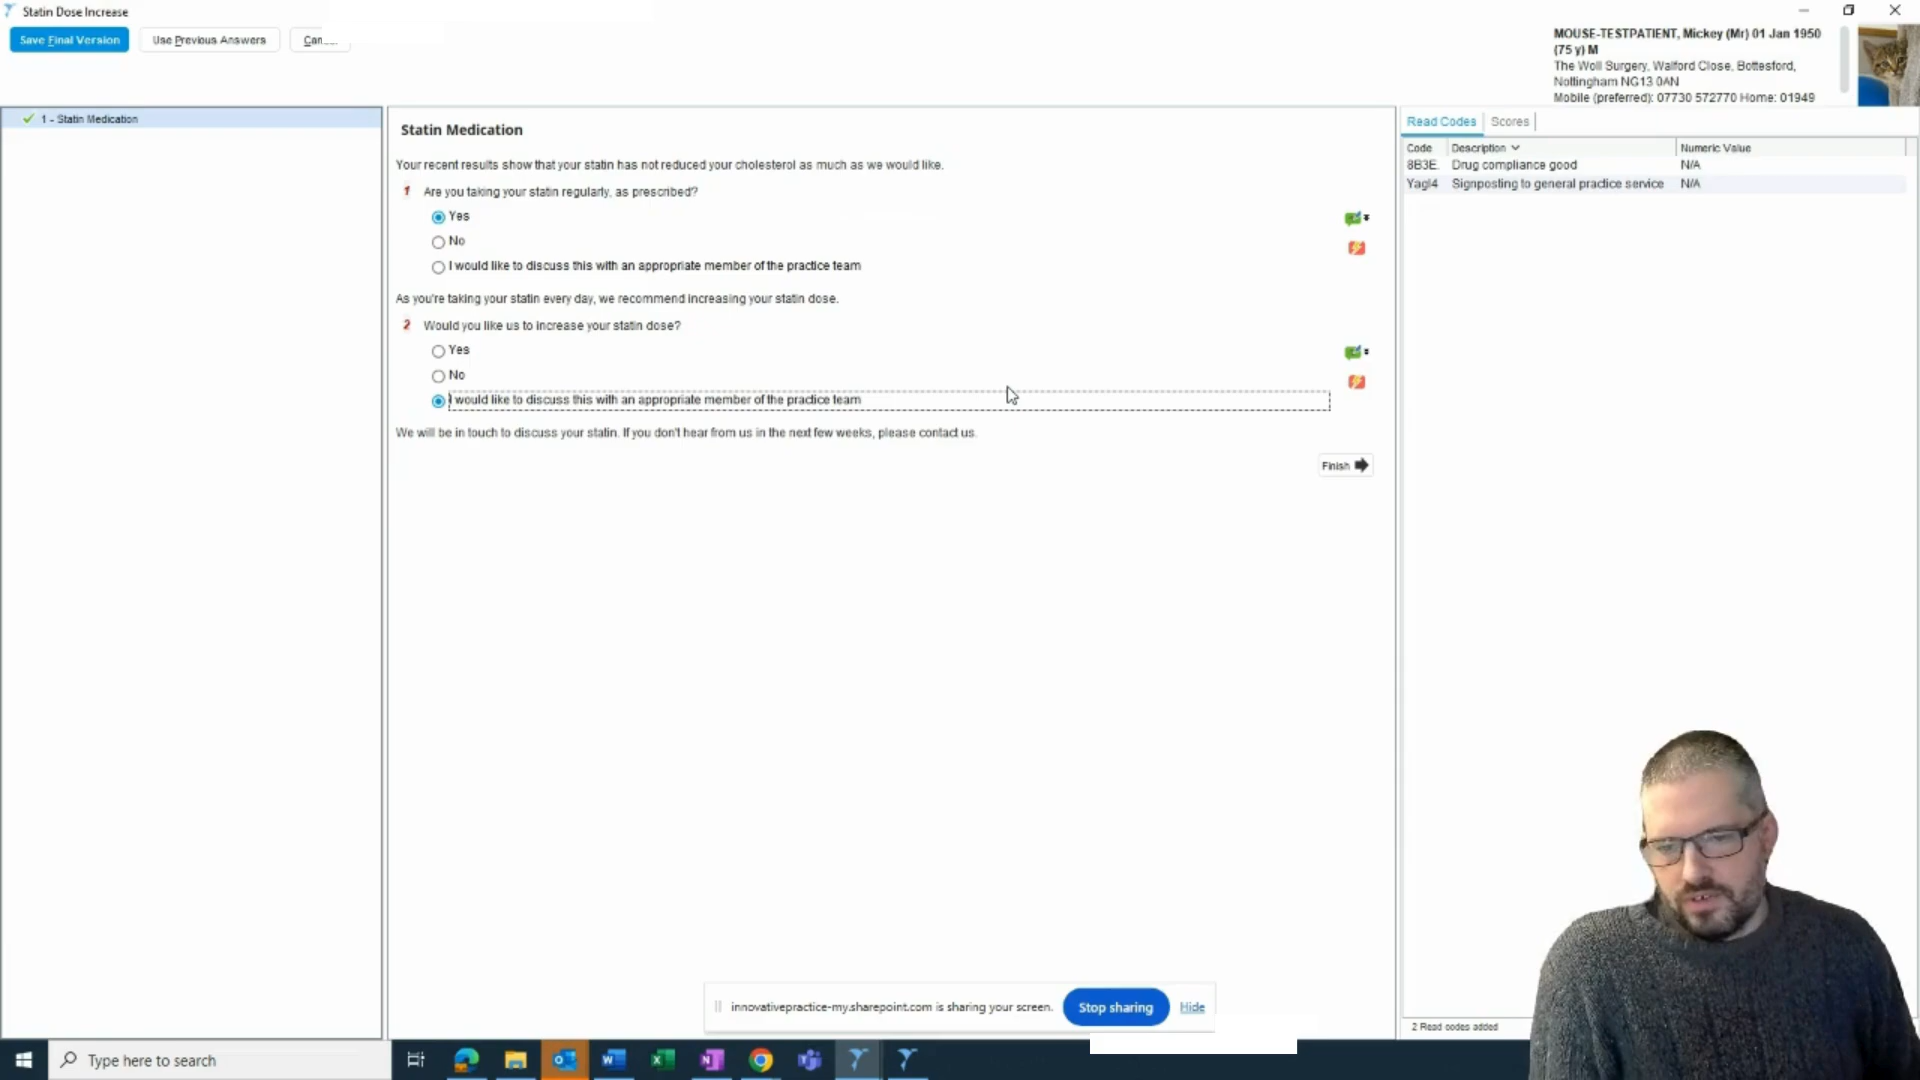 Statin Dose Increase
Save Final Version
Use Previous Answers
MOUSE-TESTPATIENT, Mickey (Mr) 01 Jan 1950
(75 y) M
The Woll Surgery, Walford Close, Bottesford,
Nottingham NG13 0AN
Mobile (preferred): 07730 572770 Home: 01949
1 - Statin Medication
Statin Medication
Your recent results show that your statin has not reduced your cholesterol as much as we would like.
1 Are you taking your statin regularly, as prescribed?
Yes
No
I would like to discuss this with an appropriate member of the practice team
As you're taking your statin every day, we recommend increasing your statin dose.
2 Would you like us to increase your statin dose?
Yes
No
I would like to discuss this with an appropriate member of the practice team
We will be in touch to discuss your statin. If you don't hear from us in the next few weeks, please contact us.
Finish
Read Codes Scores
Code Description Numeric Value
8B3E. Drug compliance good N/A
Yagl4 Signposting to general practice service N/A
2 Read codes added
innovativepractice-my.sharepoint.com is sharing your screen. Stop sharing Hide
Type here to search